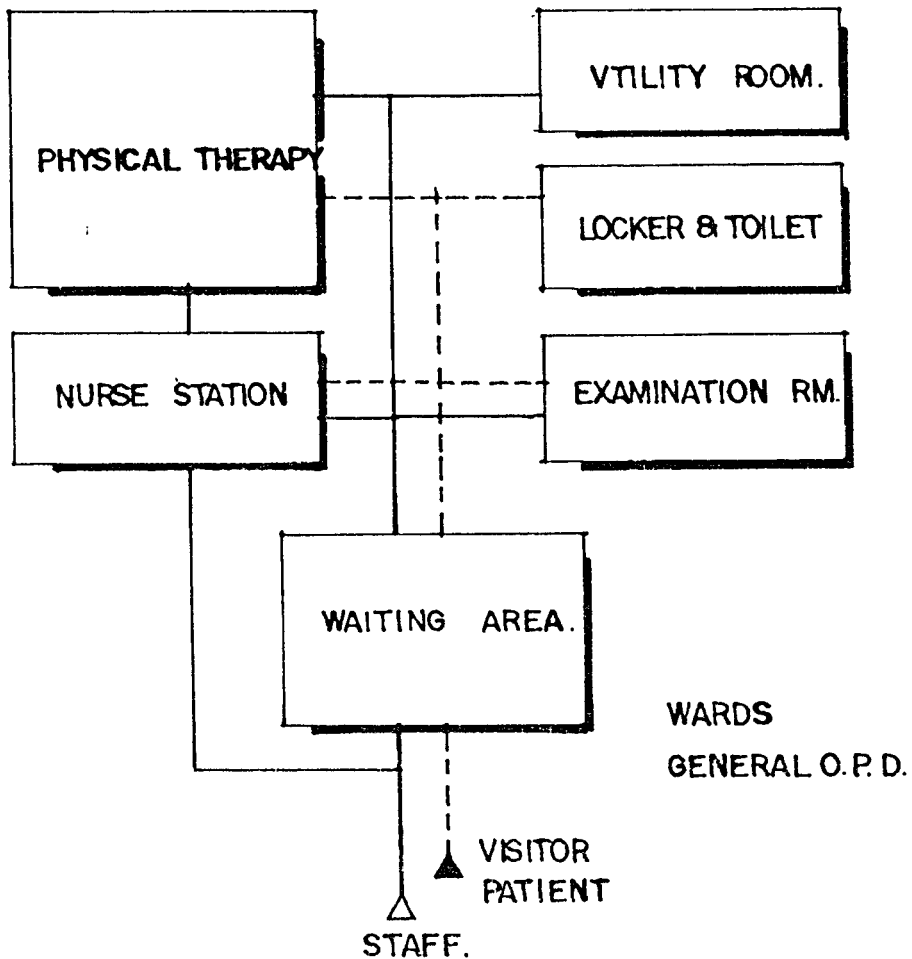 VTILITY ROOM.
PHYSICAL THERAPY
LOCKER & TOILET
NURSE STATION
EXAMINATION RM.
WAITING AREA.
WARDS
GENERAL O.P.D.
VISITOR
PATIENT
STAFF.